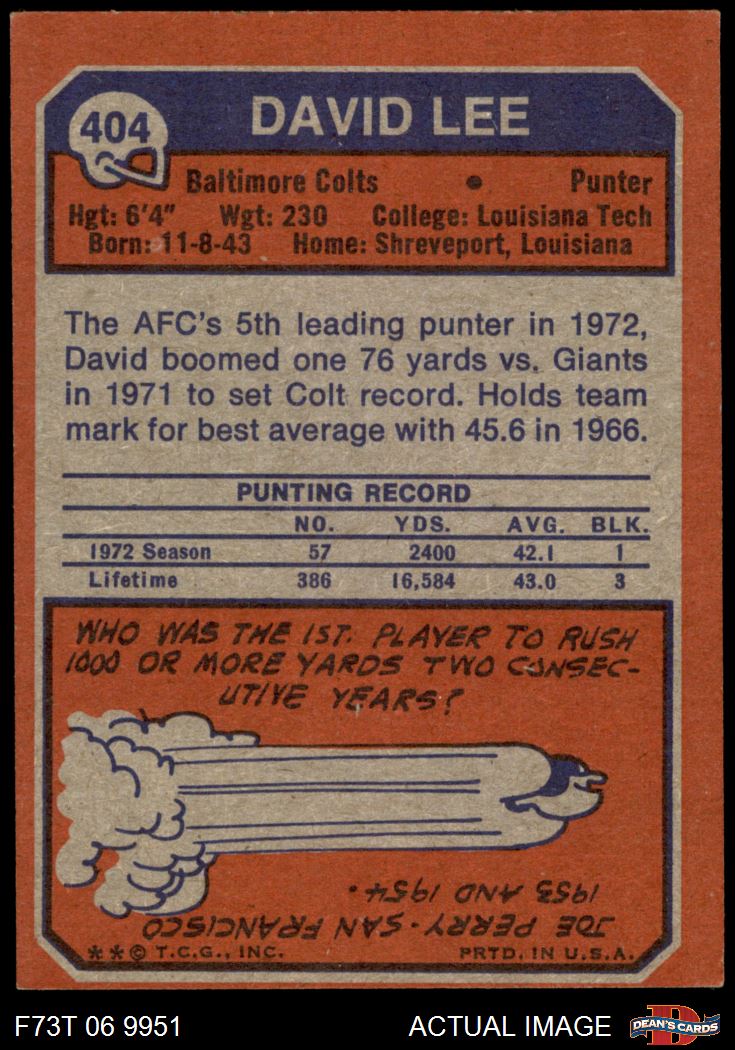 404
DAVID LEE
Baltimore Colts • Punter
Hgt: 6'4" Wgt: 230 College: Louisiana Tech
Born: 11-8-43 Home: Shreveport, Louisiana
The AFC's 5th leading punter in 1972,
David boomed one 76 yards vs. Giants
in 1971 to set Colt record. Holds team
mark for best average with 45.6 in 1966.
PUNTING RECORD
NO. YDS. AVG. BLK.
1972 Season 57 2400 42.1 1
Lifetime 386 16,584 43.0 3
WHO WAS THE 1ST. PLAYER TO RUSH
1000 OR MORE YARDS TWO CONSEC-
UTIVE YEARS?
JOE PERRY-SAN FRANCISCO
1953 AND 1954.
**© T.C.G., INC. PRTD. IN U.S.A.
F73T 06 9951 ACTUAL IMAGE D DEAN'S CARDS